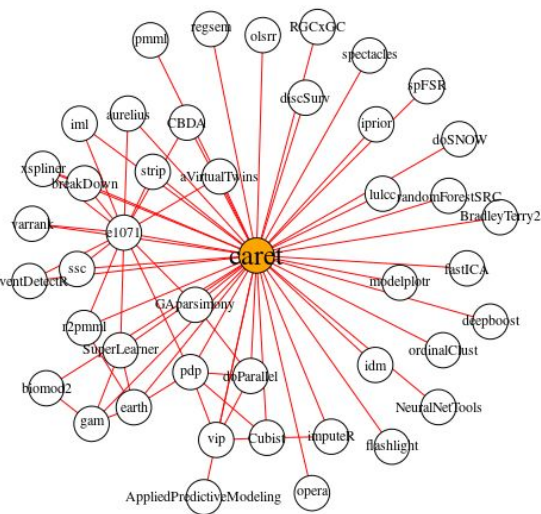 RGCxGC
regsem
olsrr
pmml
spectacles
spFSR
discSurv
aurelius
CBDA
iml
iprior
doSNOW
xspliner
strip
aVirtualTwins
breakDown
lulcc
randomForestSRC
BradleyTerry2
varrank
e1071
caret
ssc
fastICA
ventDetectR
modelplotr
GAparsimony
r2pmml
deepboost
SuperLearner
ordinalClust
idm
pdp
doParallel
biomod2
NeuralNetTools
earth
gam
vip
Cubist
imputeR
flashlight
AppliedPredictiveModeling
opera